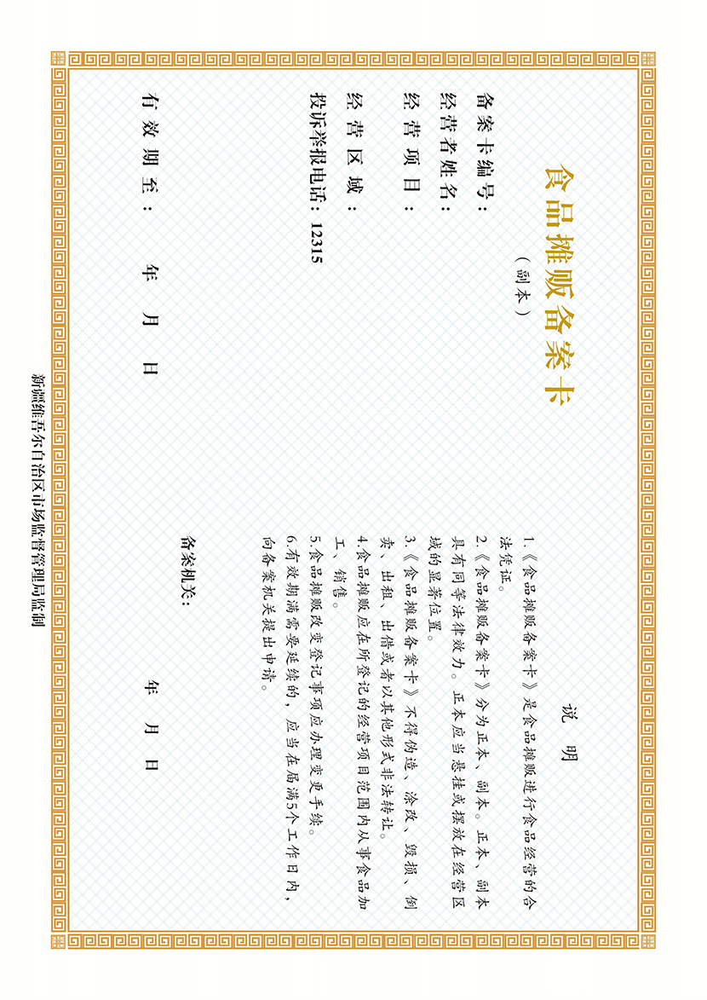 食品摊贩备案卡
（副本）
备案卡编号：
经营者姓名：
经营项目：
经营区域：
投诉举报电话：12315
有效期至： 年 月 日
说 明
1.《食品摊贩备案卡》是食品摊贩进行食品经营的合
法凭证。
2.《食品摊贩备案卡》分为正本、副本。正本、副本
具有同等法律效力。正本应当悬挂或摆放在经营区
域的显著位置。
3.《食品摊贩备案卡》不得伪造、涂改、毁损、倒
卖、出租、出借或者以其他形式非法转让。
4.食品摊贩应在所登记的经营项目范围内从事食品加
工、销售。
5.食品摊贩改变登记事项应办理变更手续。
6.有效期满需要延续的，应当在届满5个工作日内，
向备案机关提出申请。
备案机关：
年 月 日
新疆维吾尔自治区市场监督管理局监制